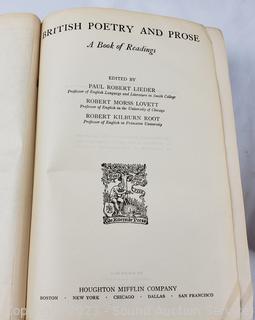 BRITISH POETRY AND PROSE
A Book of Readings
EDITED BY
PAUL ROBERT LIEDER
Professor of English Language and Literature in Smith College
ROBERT MORSS LOVETT
Professor of English in the University of Chicago
ROBERT KILBURN ROOT
Professor of English in Princeton University
The Riverside Press
HOUGHTON MIFFLIN COMPANY
BOSTON · NEW YORK · CHICAGO · DALLAS · SAN FRANCISCO